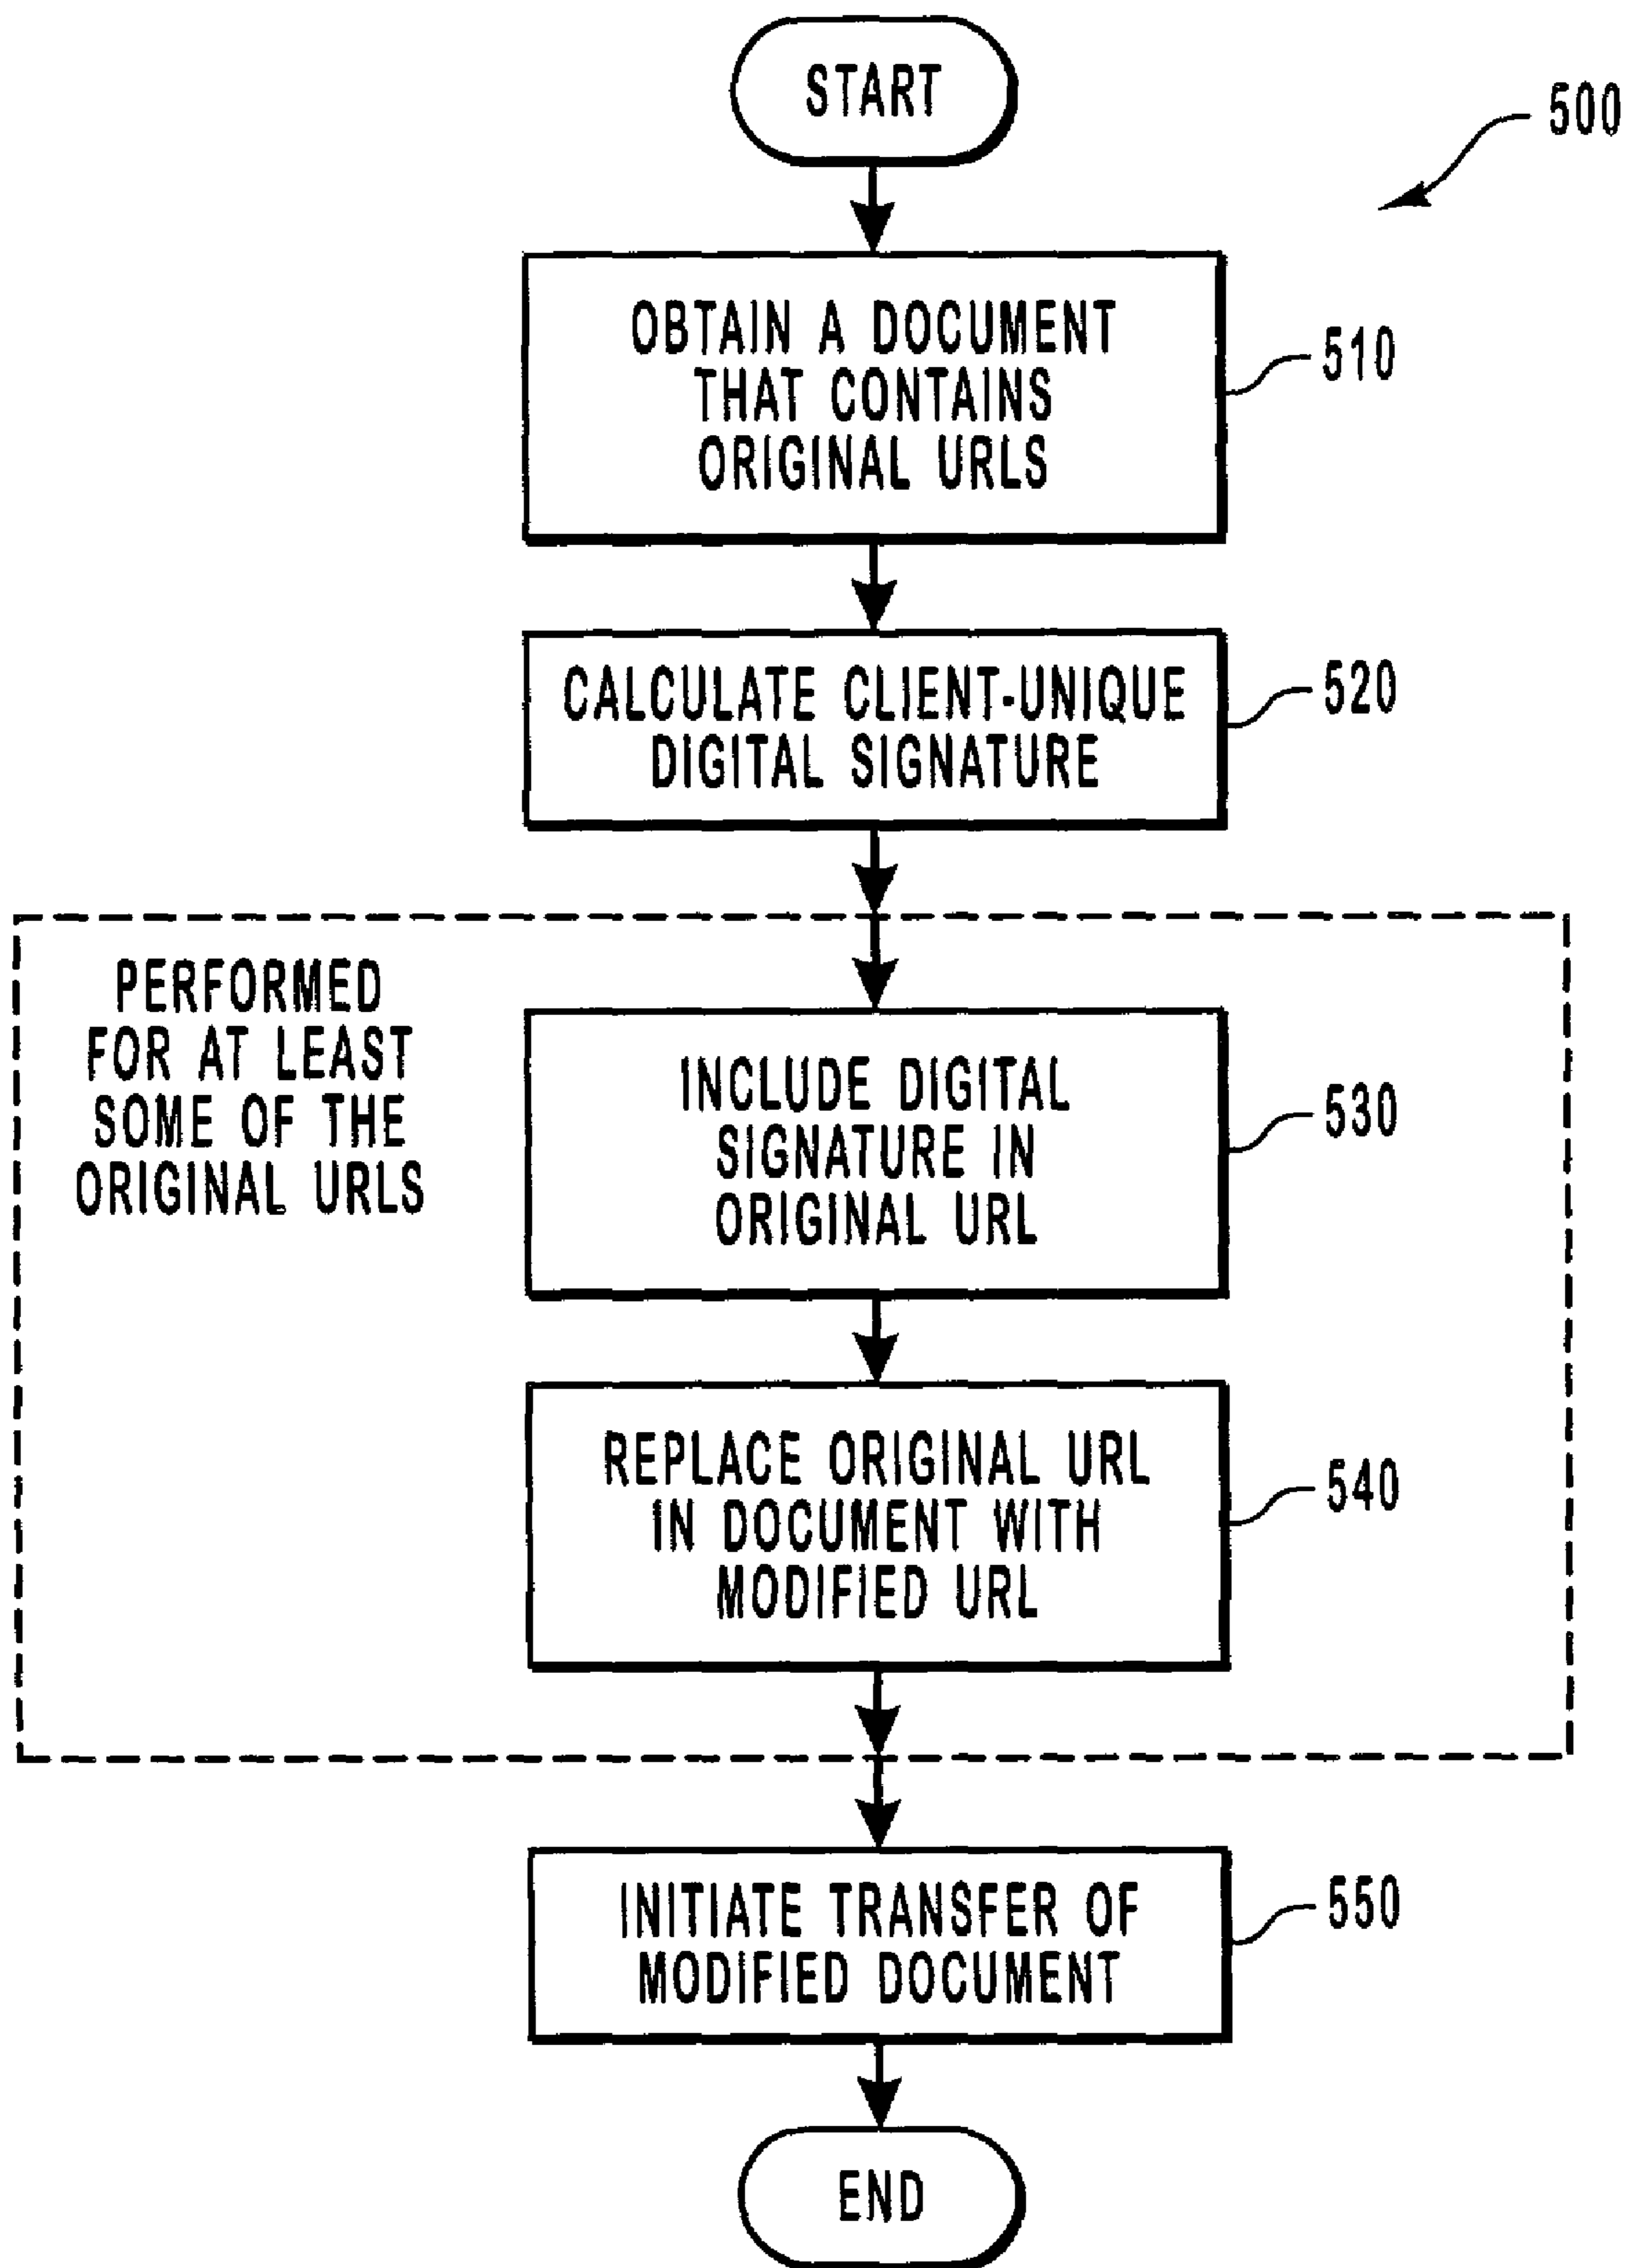 START
500
OBTAIN A DOCUMENT
THAT CONTAINS
ORIGINAL URLS
510
CALCULATE CLIENT-UNIQUE
DIGITAL SIGNATURE
520
PERFORMED
FOR AT LEAST
SOME OF THE
ORIGINAL URLS
INCLUDE DIGITAL
SIGNATURE IN
ORIGINAL URL
530
REPLACE ORIGINAL URL
IN DOCUMENT WITH
MODIFIED URL
540
INITIATE TRANSFER OF
MODIFIED DOCUMENT
550
END